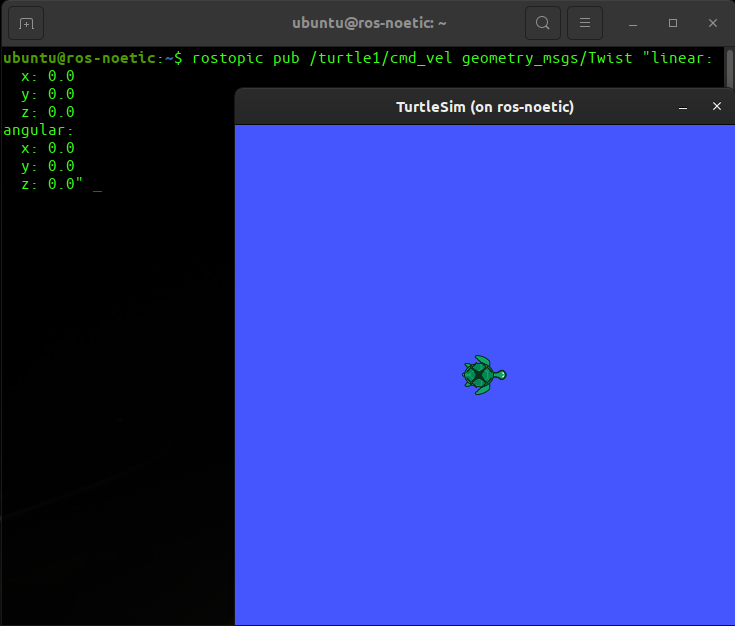 ubuntu@ros-noetic: ~
ubuntu@ros-noetic:~$ rostopic pub /turtle1/cmd_vel geometry_msgs/Twist "linear:
  x: 0.0
  y: 0.0
  z: 0.0
angular:
  x: 0.0
  y: 0.0
  z: 0.0" _
TurtleSim (on ros-noetic)